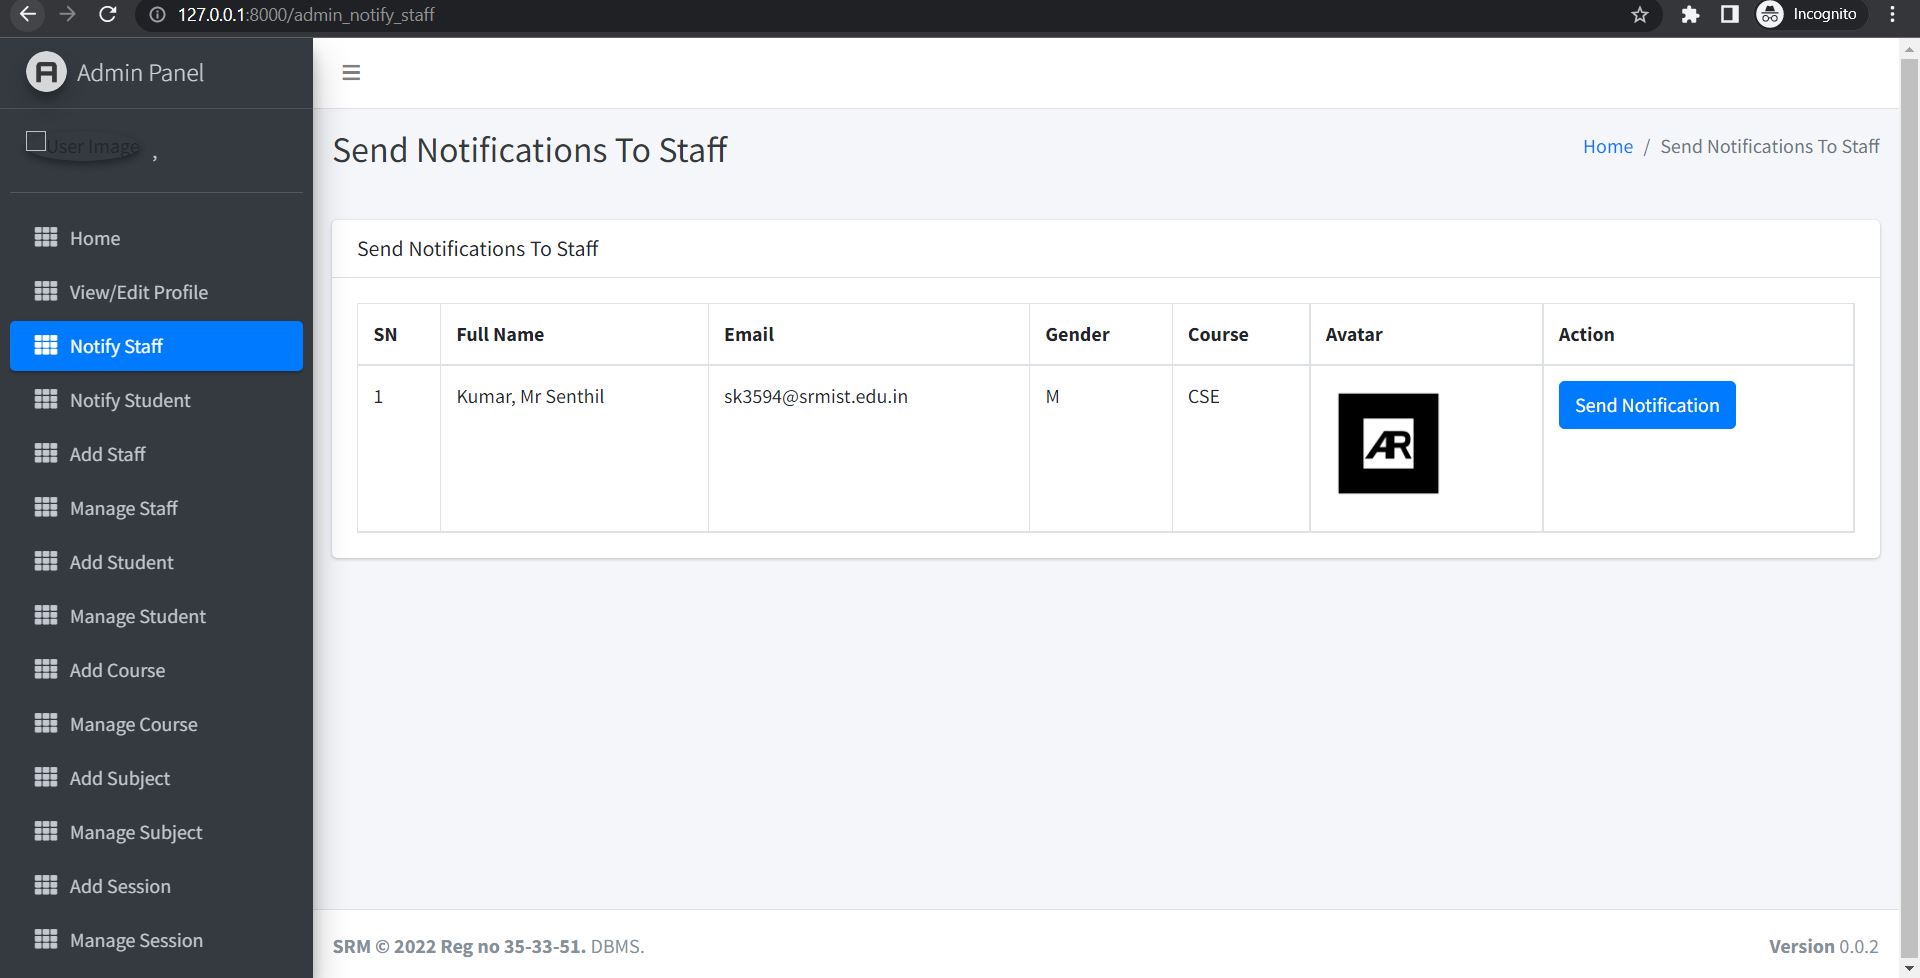 127.0.0.1:8000/admin_notify_staff
Incognito
Admin Panel
User Image ,
Home
View/Edit Profile
Notify Staff
Notify Student
Add Staff
Manage Staff
Add Student
Manage Student
Add Course
Manage Course
Add Subject
Manage Subject
Add Session
Manage Session
Send Notifications To Staff
Home / Send Notifications To Staff
Send Notifications To Staff
SN Full Name Email Gender Course Avatar Action
1 Kumar, Mr Senthil sk3594@srmist.edu.in M CSE AR Send Notification
SRM © 2022 Reg no 35-33-51. DBMS.
Version 0.0.2